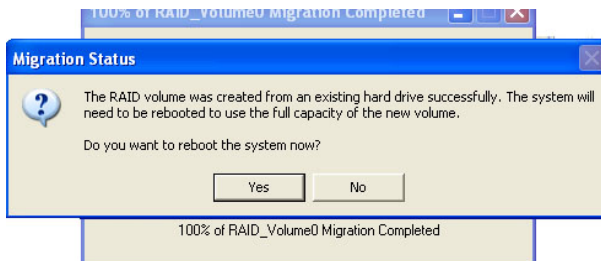 100% of RAID_Volume0 Migration Completed
Migration Status
The RAID volume was created from an existing hard drive successfully. The system will
need to be rebooted to use the full capacity of the new volume.
Do you want to reboot the system now?
Yes No
100% of RAID_Volume0 Migration Completed